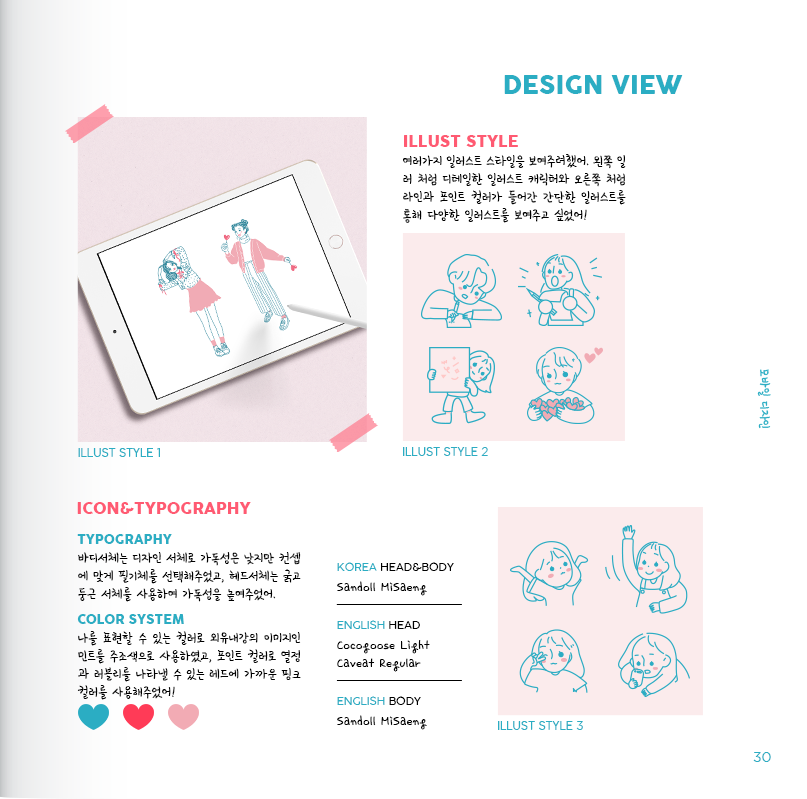 DESIGN VIEW
ILLUST STYLE
여러가지 일러스트 스타일을 보여주려했어. 왼쪽 일
러 처럼 디테일한 일러스트 캐릭터와 오른쪽 처럼
라인과 포인트 컬러가 들어간 간단한 일러스트를
통해 다양한 일러스트를 보여주고 싶었어!
ILLUST STYLE 1
ILLUST STYLE 2
모바일 디자인
ICON&TYPOGRAPHY
TYPOGRAPHY
바디서체는 디자인 서체로 가독성은 낮지만 컨셉
에 맞게 필기체를 선택해주었고, 헤드서체는 굵고
둥근 서체를 사용하여 가독성을 높여주었어.
COLOR SYSTEM
나를 표현할 수 있는 컬러로 외유내강의 이미지인
민트를 주조색으로 사용하였고, 포인트 컬러로 열정
과 러블리를 나타낼 수 있는 레드에 가까운 핑크
컬러를 사용해주었어!
KOREA HEAD&BODY
Sandoll MiSaeng
ENGLISH HEAD
Cocogoose Light
Caveat Regular
ENGLISH BODY
Sandoll MiSaeng
ILLUST STYLE 3
30